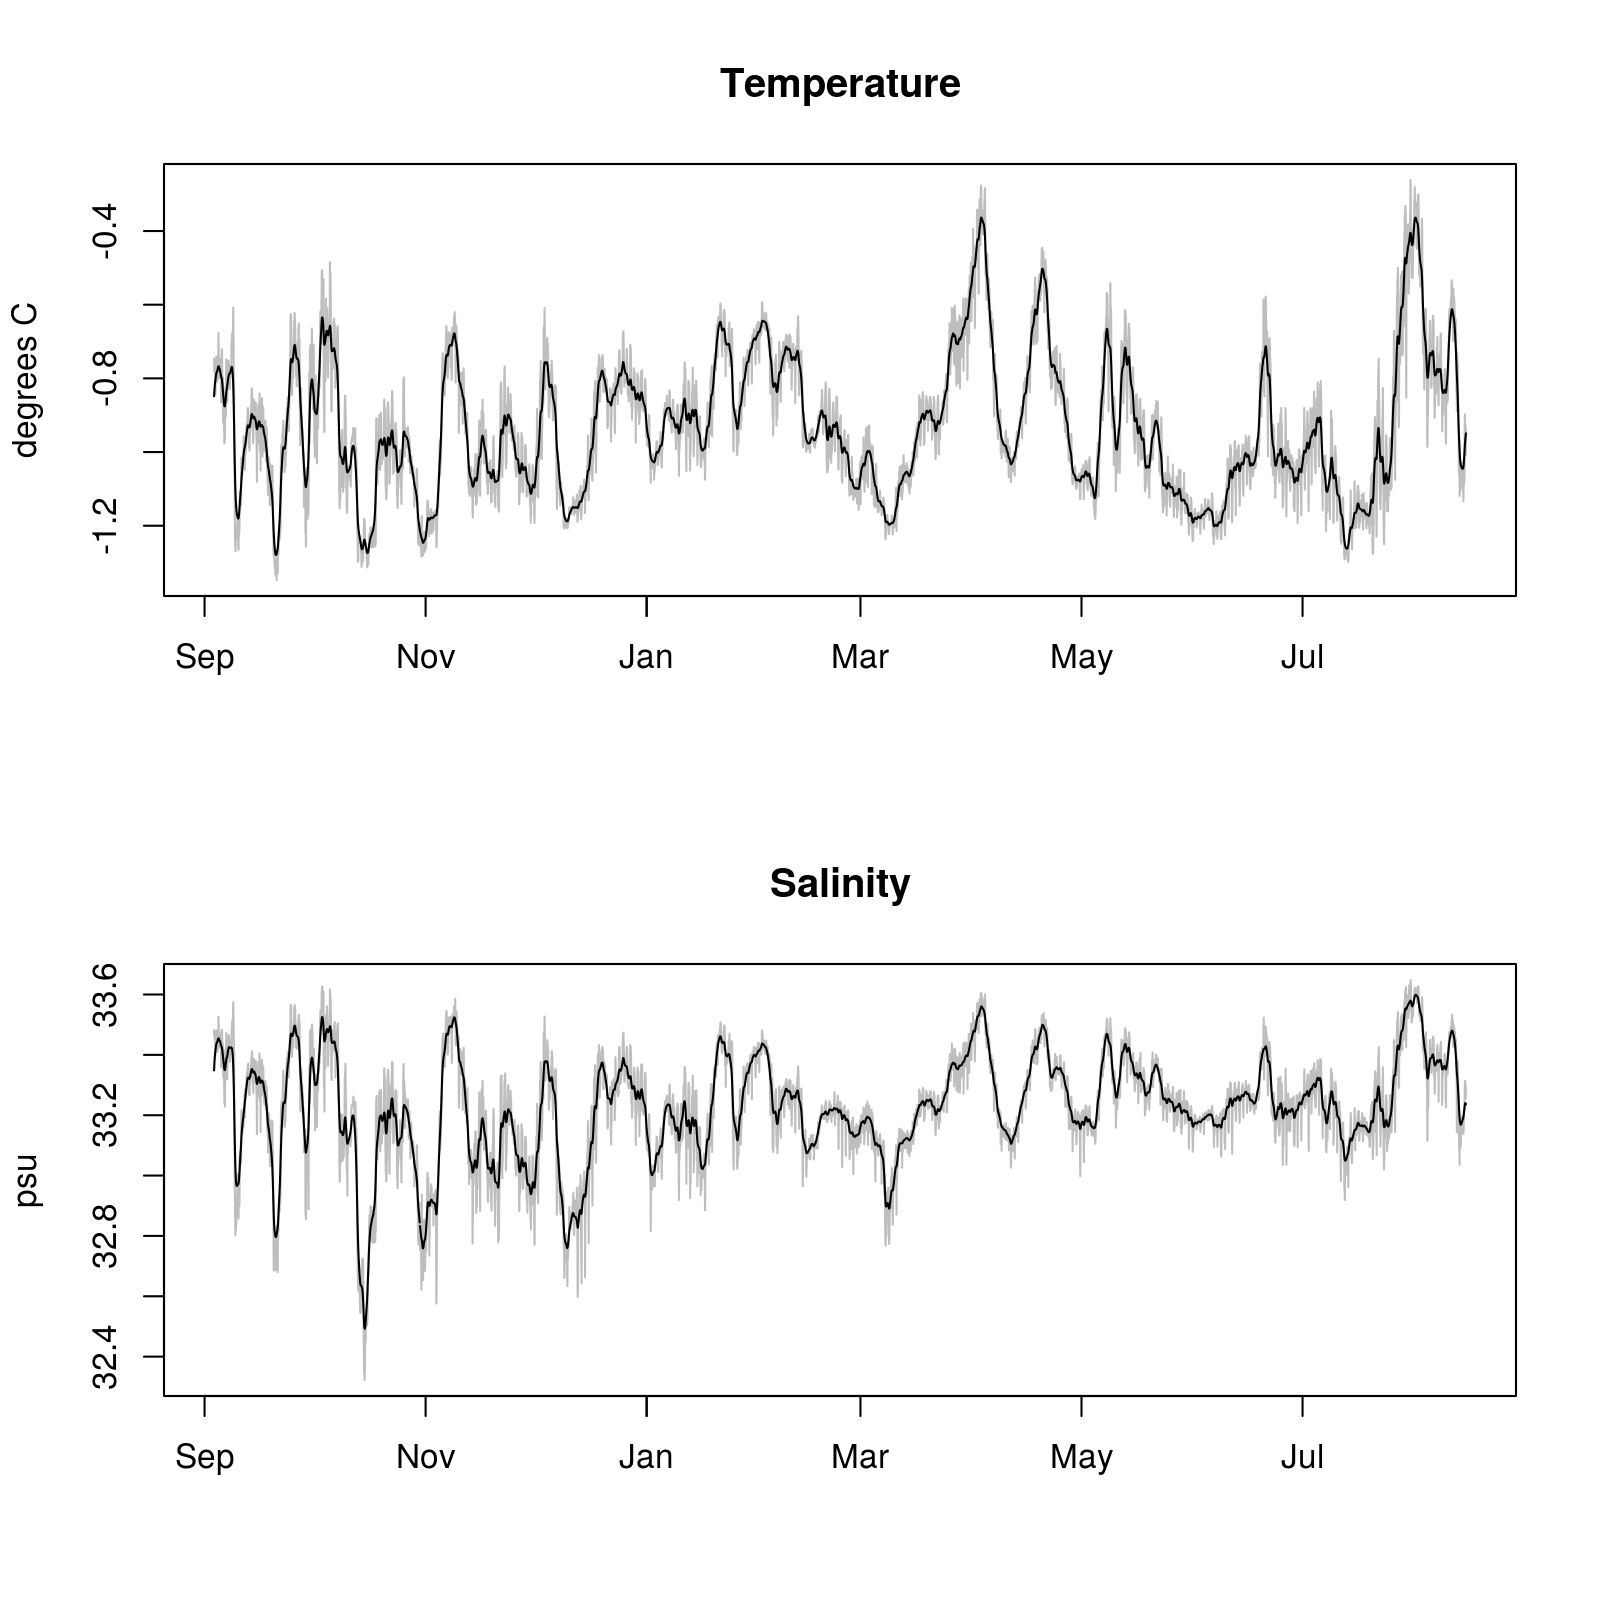 Temperature
degrees C
-0.4
-0.8
-1.2
Sep Nov Jan Mar May Jul
Salinity
psu
33.6
33.2
32.8
32.4
Sep Nov Jan Mar May Jul